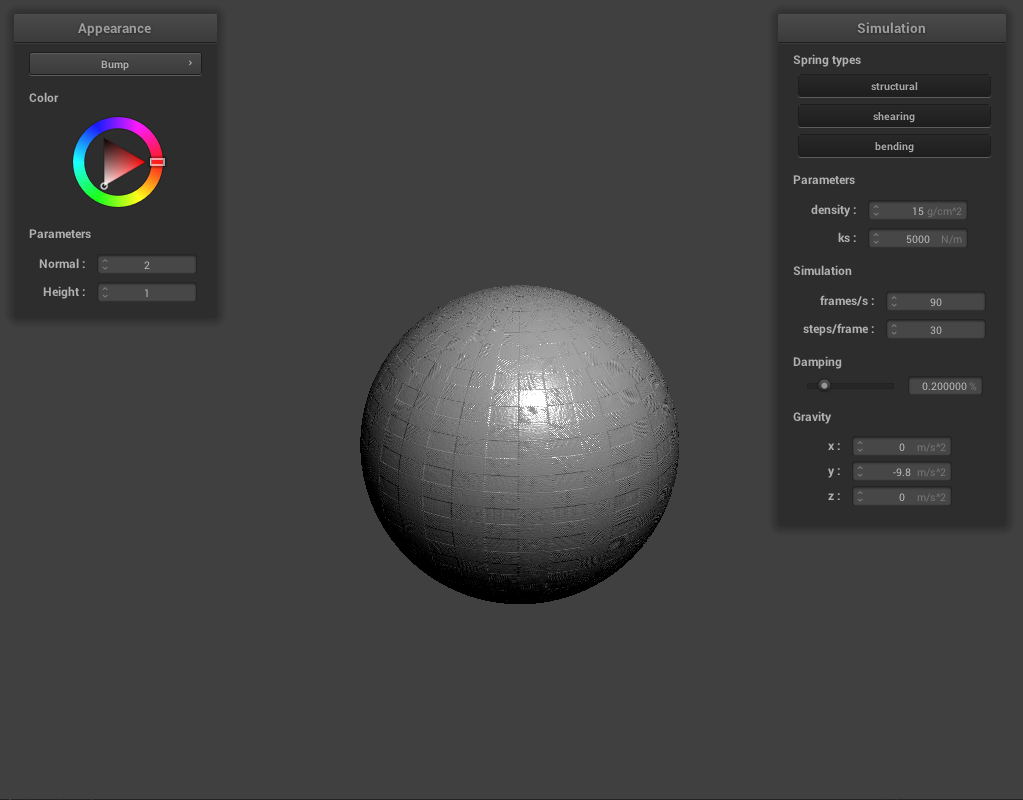 Appearance
Bump
Color
Parameters
Normal : 2
Height : 1
Simulation
Spring types
structural
shearing
bending
Parameters
density : 15 g/cm^2
ks : 5000 N/m
Simulation
frames/s : 90
steps/frame : 30
Damping
0.200000 %
Gravity
x : 0 m/s^2
y : -9.8 m/s^2
z : 0 m/s^2